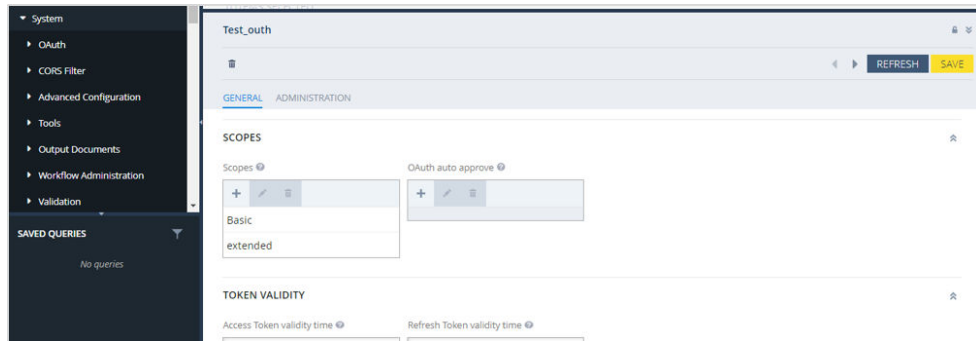 System
OAuth
CORS Filter
Advanced Configuration
Tools
Output Documents
Workflow Administration
Validation
SAVED QUERIES
No queries
Test_outh
REFRESH SAVE
GENERAL ADMINISTRATION
SCOPES
Scopes OAuth auto approve
Basic
extended
TOKEN VALIDITY
Access Token validity time Refresh Token validity time